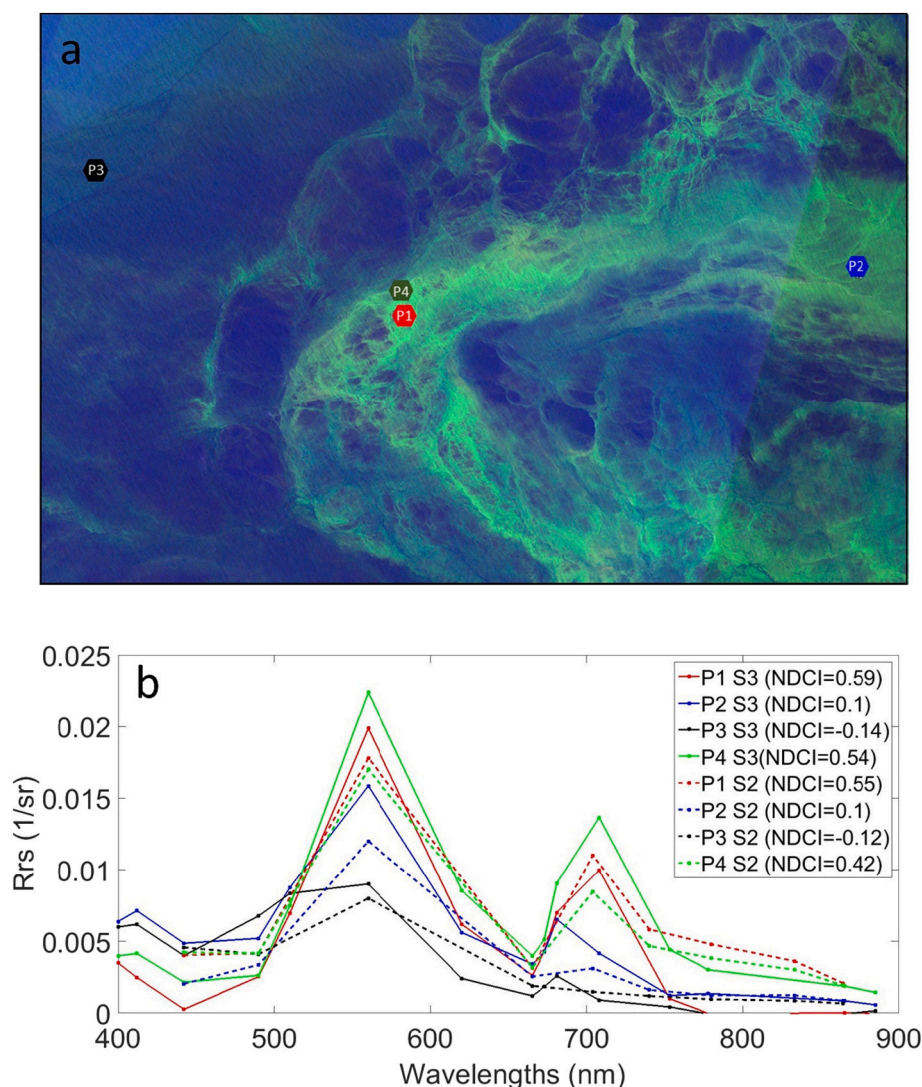 a
P3
P2
P4
P1
b
0.025
0.02
0.015
0.01
0.005
0
Rrs (1/sr)
P1 S3 (NDCI=0.59)
P2 S3 (NDCI=0.1)
P3 S3 (NDCI=-0.14)
P4 S3(NDCI=0.54)
P1 S2 (NDCI=0.55)
P2 S2 (NDCI=0.1)
P3 S2 (NDCI=-0.12)
P4 S2 (NDCI=0.42)
400 500 600 700 800 900
Wavelengths (nm)